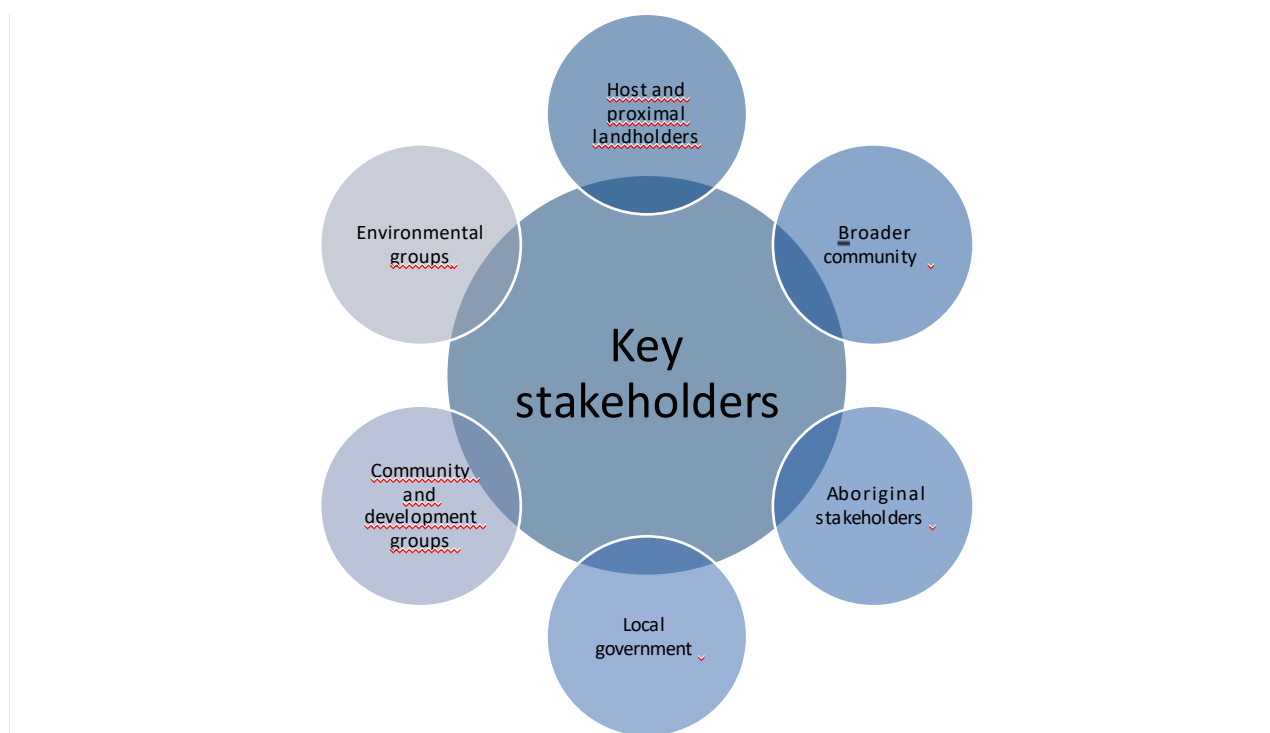 Host and
proximal
landholders
Broader
community
Aboriginal
stakeholders
Local
government
Community
and
development
groups
Environmental
groups
Key
stakeholders